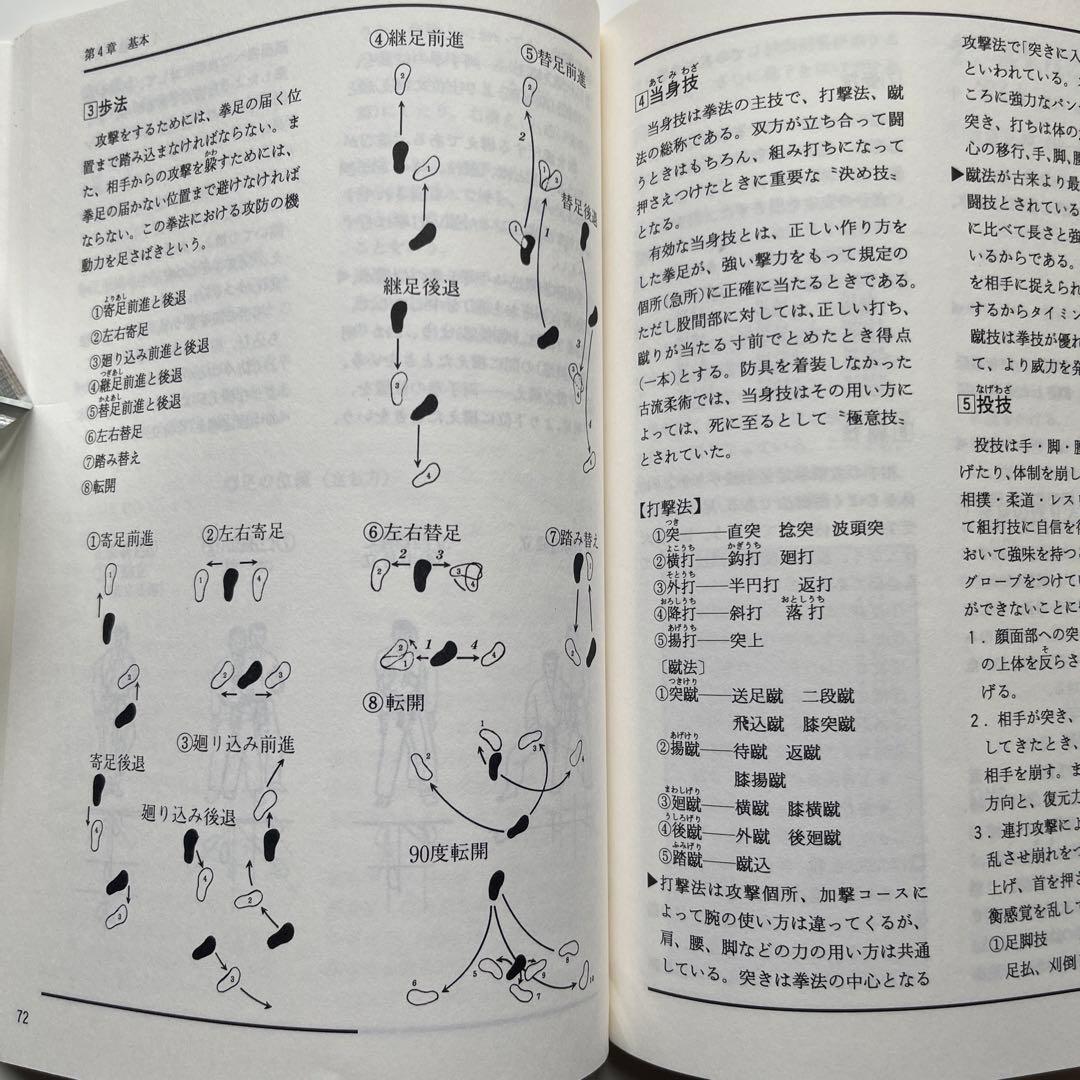 第4章 基本
3歩法
攻撃をするためには、拳足の届く位
置まで踏み込まなければならない。ま
た、相手からの攻撃を躱すためには、
拳足の届かない位置まで避けなければ
ならない。この拳法における攻防の機
動力を足さばきという。
①寄足前進と後退
②左右寄足
③廻り込み前進と後退
④継足前進と後退
⑤替足前進と後退
⑥左右替足
⑦踏み替え
⑧転開
①寄足前進
1
2
寄足後退
4
3
②左右寄足
1 4
2 3
③廻り込み前進
廻り込み後退
4
2
3
④継足前進
2
1
継足後退
3
4
⑤替足前進
2
替足後退
1
3
⑥左右替足
2 3
1 4
⑦踏み替え
⑧転開
1
2
3
4
90度転開
5
6
7
8
9
10
72
4当身技
当身技は拳法の主技で、打撃法、蹴
法の総称である。双方が立ち合って闘
うときはもちろん、組み打ちになって
押さえつけたときに重要な〝決め技〟
となる。
有効な当身技とは、正しい作り方を
した拳足が、強い撃力をもって規定の
個所(急所)に正確に当たるときである。
ただし股間部に対しては、正しい打ち、
蹴りが当たる寸前でとめたとき得点
(一本)とする。防具を着装しなかった
古流柔術では、当身技はその用い方に
よっては、死に至るとして〝極意技〟
とされていた。
【打撃法】
①突──直突 捻突 波頭突
②横打──鈎打 廻打
③外打──半円打 返打
④降打──斜打 落打
⑤揚打──突上
〔蹴法〕
①突蹴──送足蹴 二段蹴
飛込蹴 膝突蹴
②揚蹴──待蹴 返蹴
膝揚蹴
③廻蹴──横蹴 膝横蹴
④後蹴──外蹴 後廻蹴
⑤踏蹴──蹴込
▶打撃法は攻撃個所、加撃コースに
よって腕の使い方は違ってくるが、
肩、腰、脚などの力の用い方は共通
している。突きは拳法の中心となる
攻撃法で「突きに入
といわれている。
ころに強力なパン
突き、打ちは体の
心の移行、手、脚、腰
▶蹴法が古来より最
闘技とされている
に比べて長さと強
いるからである。
を相手に捉えられ
するからタイミン
蹴技は拳技が優れ
て、より威力を発
5投技
投技は手・脚・腰
げたり、体制を崩し
相撲・柔道・レス
て組打技に自信を得
おいて強味を持つ
グローブをつけてい
ができないことに
1．顔面部への突き
の上体を反らさ
げる。
2．相手が突き、
してきたとき、
相手を崩す。ま
方向と、復元力
3．連打攻撃によ
乱させ崩れをつ
上げ、首を押さ
衡感覚を乱して
①足脚技
足払、刈倒